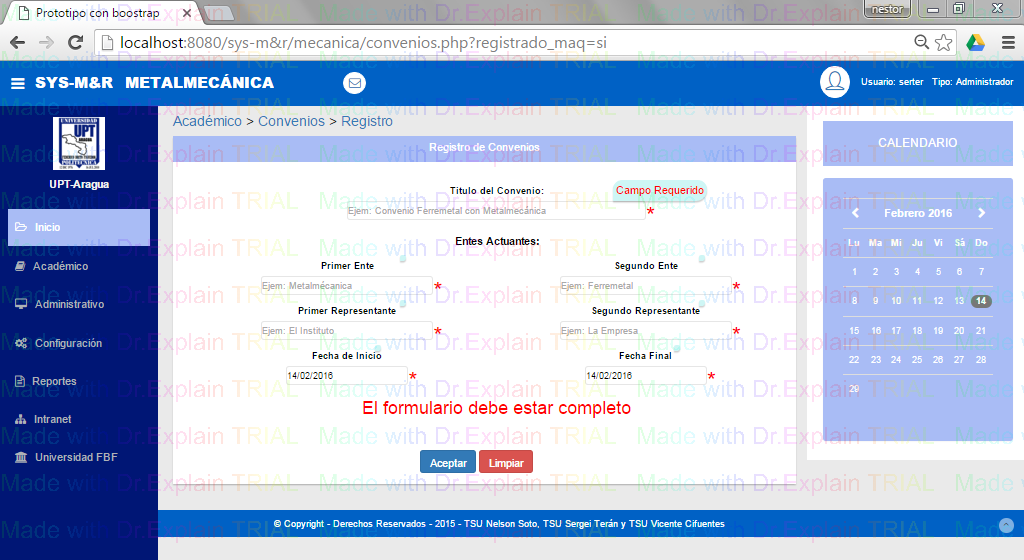 Prototipo con boostrap
nestor
localhost:8080/sys-m&r/mecanica/convenios.php?registrado_maq=si
SYS-M&R METALMECÁNICA
Usuario: serter Tipo: Administrador
UNIVERSIDAD
UPT
POLITECNICA
UPT-Aragua
Inicio
Académico
Administrativo
Configuración
Reportes
Intranet
Universidad FBF
Académico > Convenios > Registro
Registro de Convenios
Titulo del Convenio:
Campo Requerido
Ejem: Convenio Ferremetal con Metalmecánica *
Entes Actuantes:
Primer Ente
Segundo Ente
Ejem: Metalmécanica *
Ejem: Ferremetal *
Primer Representante
Segundo Representante
Ejem: El Instituto *
Ejem: La Empresa *
Fecha de Inicio
Fecha Final
14/02/2016 *
14/02/2016 *
El formulario debe estar completo
Aceptar Limpiar
CALENDARIO
Febrero 2016
Lu Ma Mi Ju Vi Sá Do
1 2 3 4 5 6 7
8 9 10 11 12 13 14
15 16 17 18 19 20 21
22 23 24 25 26 27 28
29
© Copyright - Derechos Reservados - 2015 - TSU Nelson Soto, TSU Sergei Terán y TSU Vicente Cifuentes
Made with Dr.Explain TRIAL